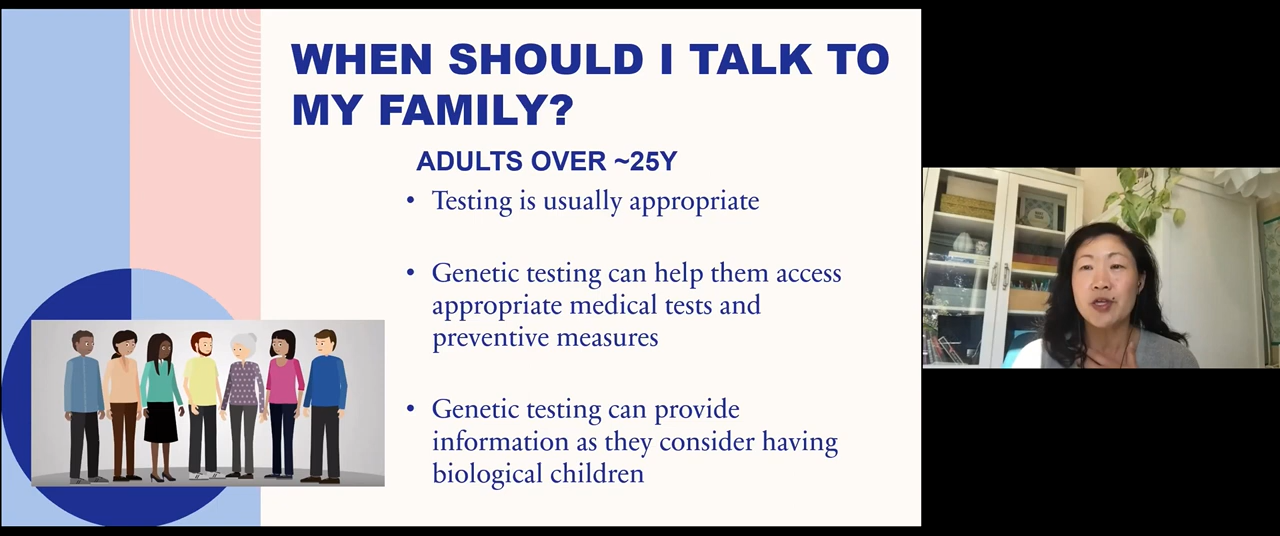 WHEN SHOULD I TALK TO
MY FAMILY?
ADULTS OVER ~25Y
• Testing is usually appropriate
• Genetic testing can help them access
appropriate medical tests and
preventive measures
• Genetic testing can provide
information as they consider having
biological children